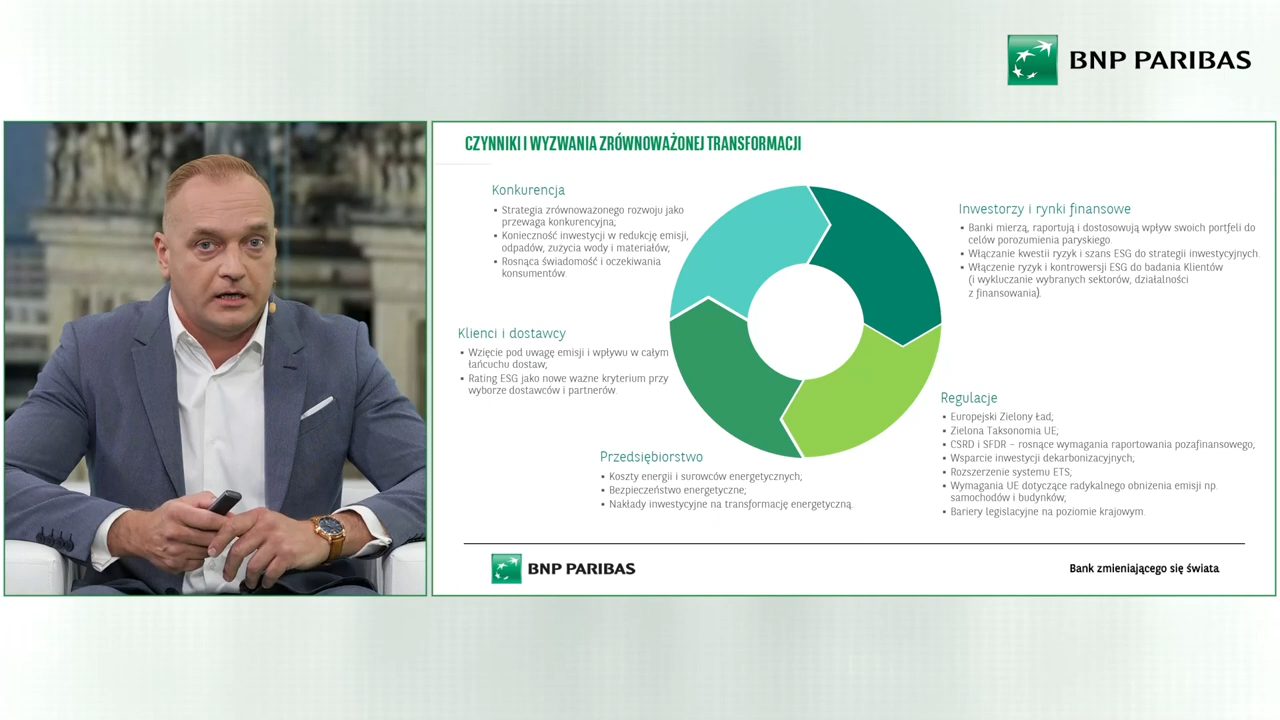 BNP PARIBAS
CZYNNIKI I WYZWANIA ZRÓWNOWAŻONEJ TRANSFORMACJI
Konkurencja
▪ Strategia zrównoważonego rozwoju jako
przewaga konkurencyjna;
▪ Konieczność inwestycji w redukcję emisji,
odpadów, zuzycia wody i materiałów;
▪ Rosnąca świadomość i oczekiwania
konsumentów.
Inwestorzy i rynki finansowe
▪ Banki mierzą, raportują i dostosowują wpływ swoich portfeli do
celów porozumienia paryskiego.
▪ Włączanie kwestii ryzyk i szans ESG do strategii inwestycyjnych.
▪ Włączenie ryzyk i kontrowersji ESG do badania Klientów
(i wykluczanie wybranych sektorów, działalności
z finansowania).
Klienci i dostawcy
▪ Wzięcie pod uwagę emisji i wpływu w całym
łańcuchu dostaw;
▪ Rating ESG jako nowe ważne kryterium przy
wyborze dostawców i partnerów.
Regulacje
▪ Europejski Zielony Ład;
▪ Zielona Taksonomia UE;
▪ CSRD i SFDR – rosnące wymagania raportowania pozafinansowego;
▪ Wsparcie inwestycji dekarbonizacyjnych;
▪ Rozszerzenie systemu ETS;
▪ Wymagania UE dotyczące radykalnego obnizenia emisji np.
samochodów i budynków;
▪ Bariery legislacyjne na poziomie krajowym.
Przedsiębiorstwo
▪ Koszty energii i surowców energetycznych;
▪ Bezpieczeństwo energetyczne;
▪ Nakłady inwestycyjne na transformację energetyczną.
BNP PARIBAS
Bank zmieniającego się świata